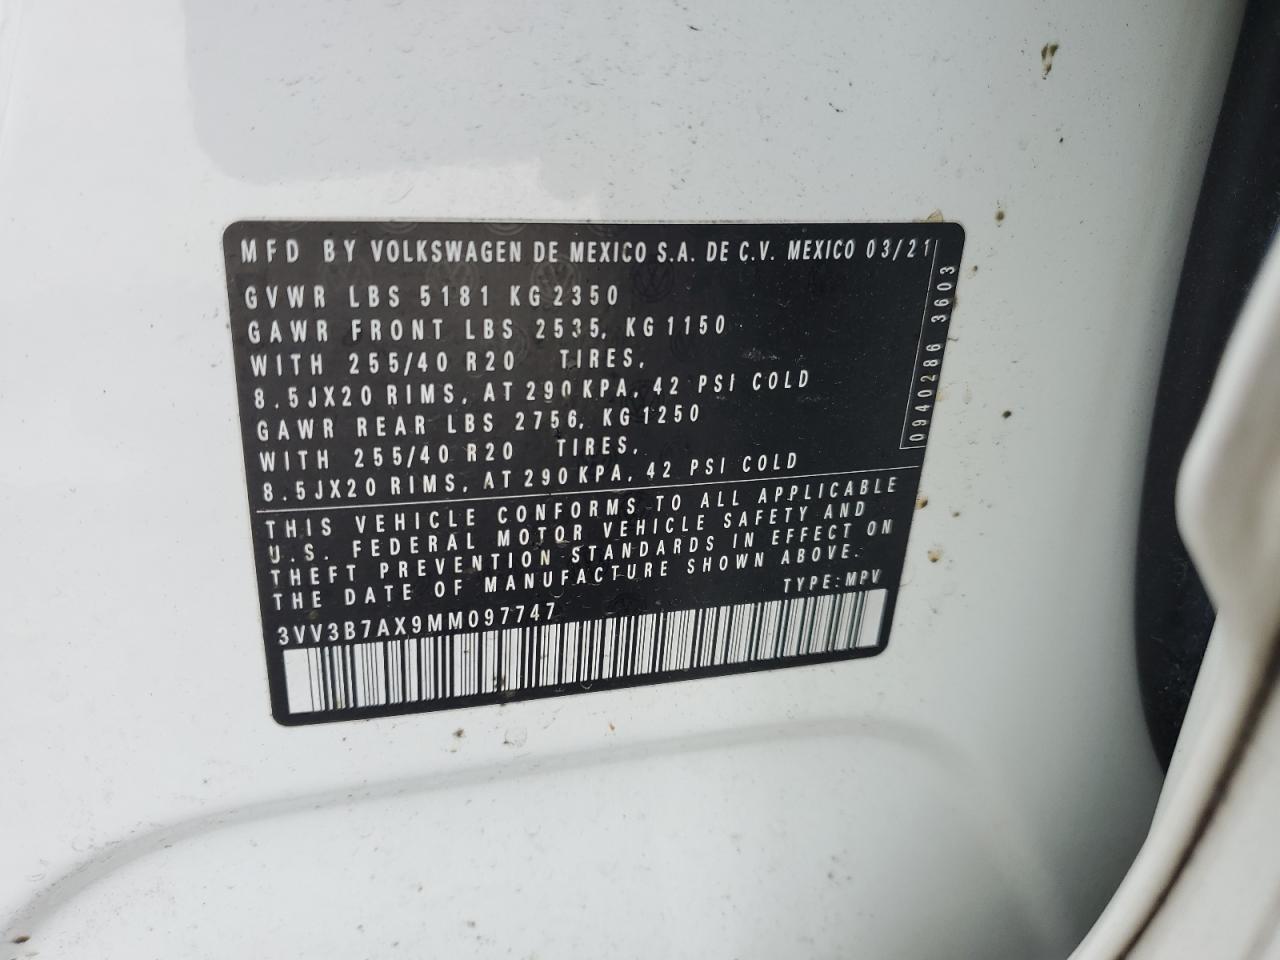 MFD BY VOLKSWAGEN DE MEXICO S.A. DE C.V. MEXICO 03/21
GVWR LBS 5181 KG 2350
GAWR FRONT LBS 2535, KG 1150
WITH 255/40 R20 TIRES,
8.5JX20 RIMS, AT 290 KPA, 42 PSI COLD
GAWR REAR LBS 2756, KG 1250
WITH 255/40 R20 TIRES,
8.5JX20 RIMS, AT 290 KPA, 42 PSI COLD
0940286 3603
THIS VEHICLE CONFORMS TO ALL APPLICABLE
U.S. FEDERAL MOTOR VEHICLE SAFETY AND
THEFT PREVENTION STANDARDS IN EFFECT ON
THE DATE OF MANUFACTURE SHOWN ABOVE.
TYPE: MPV
3VV3B7AX9MM097747